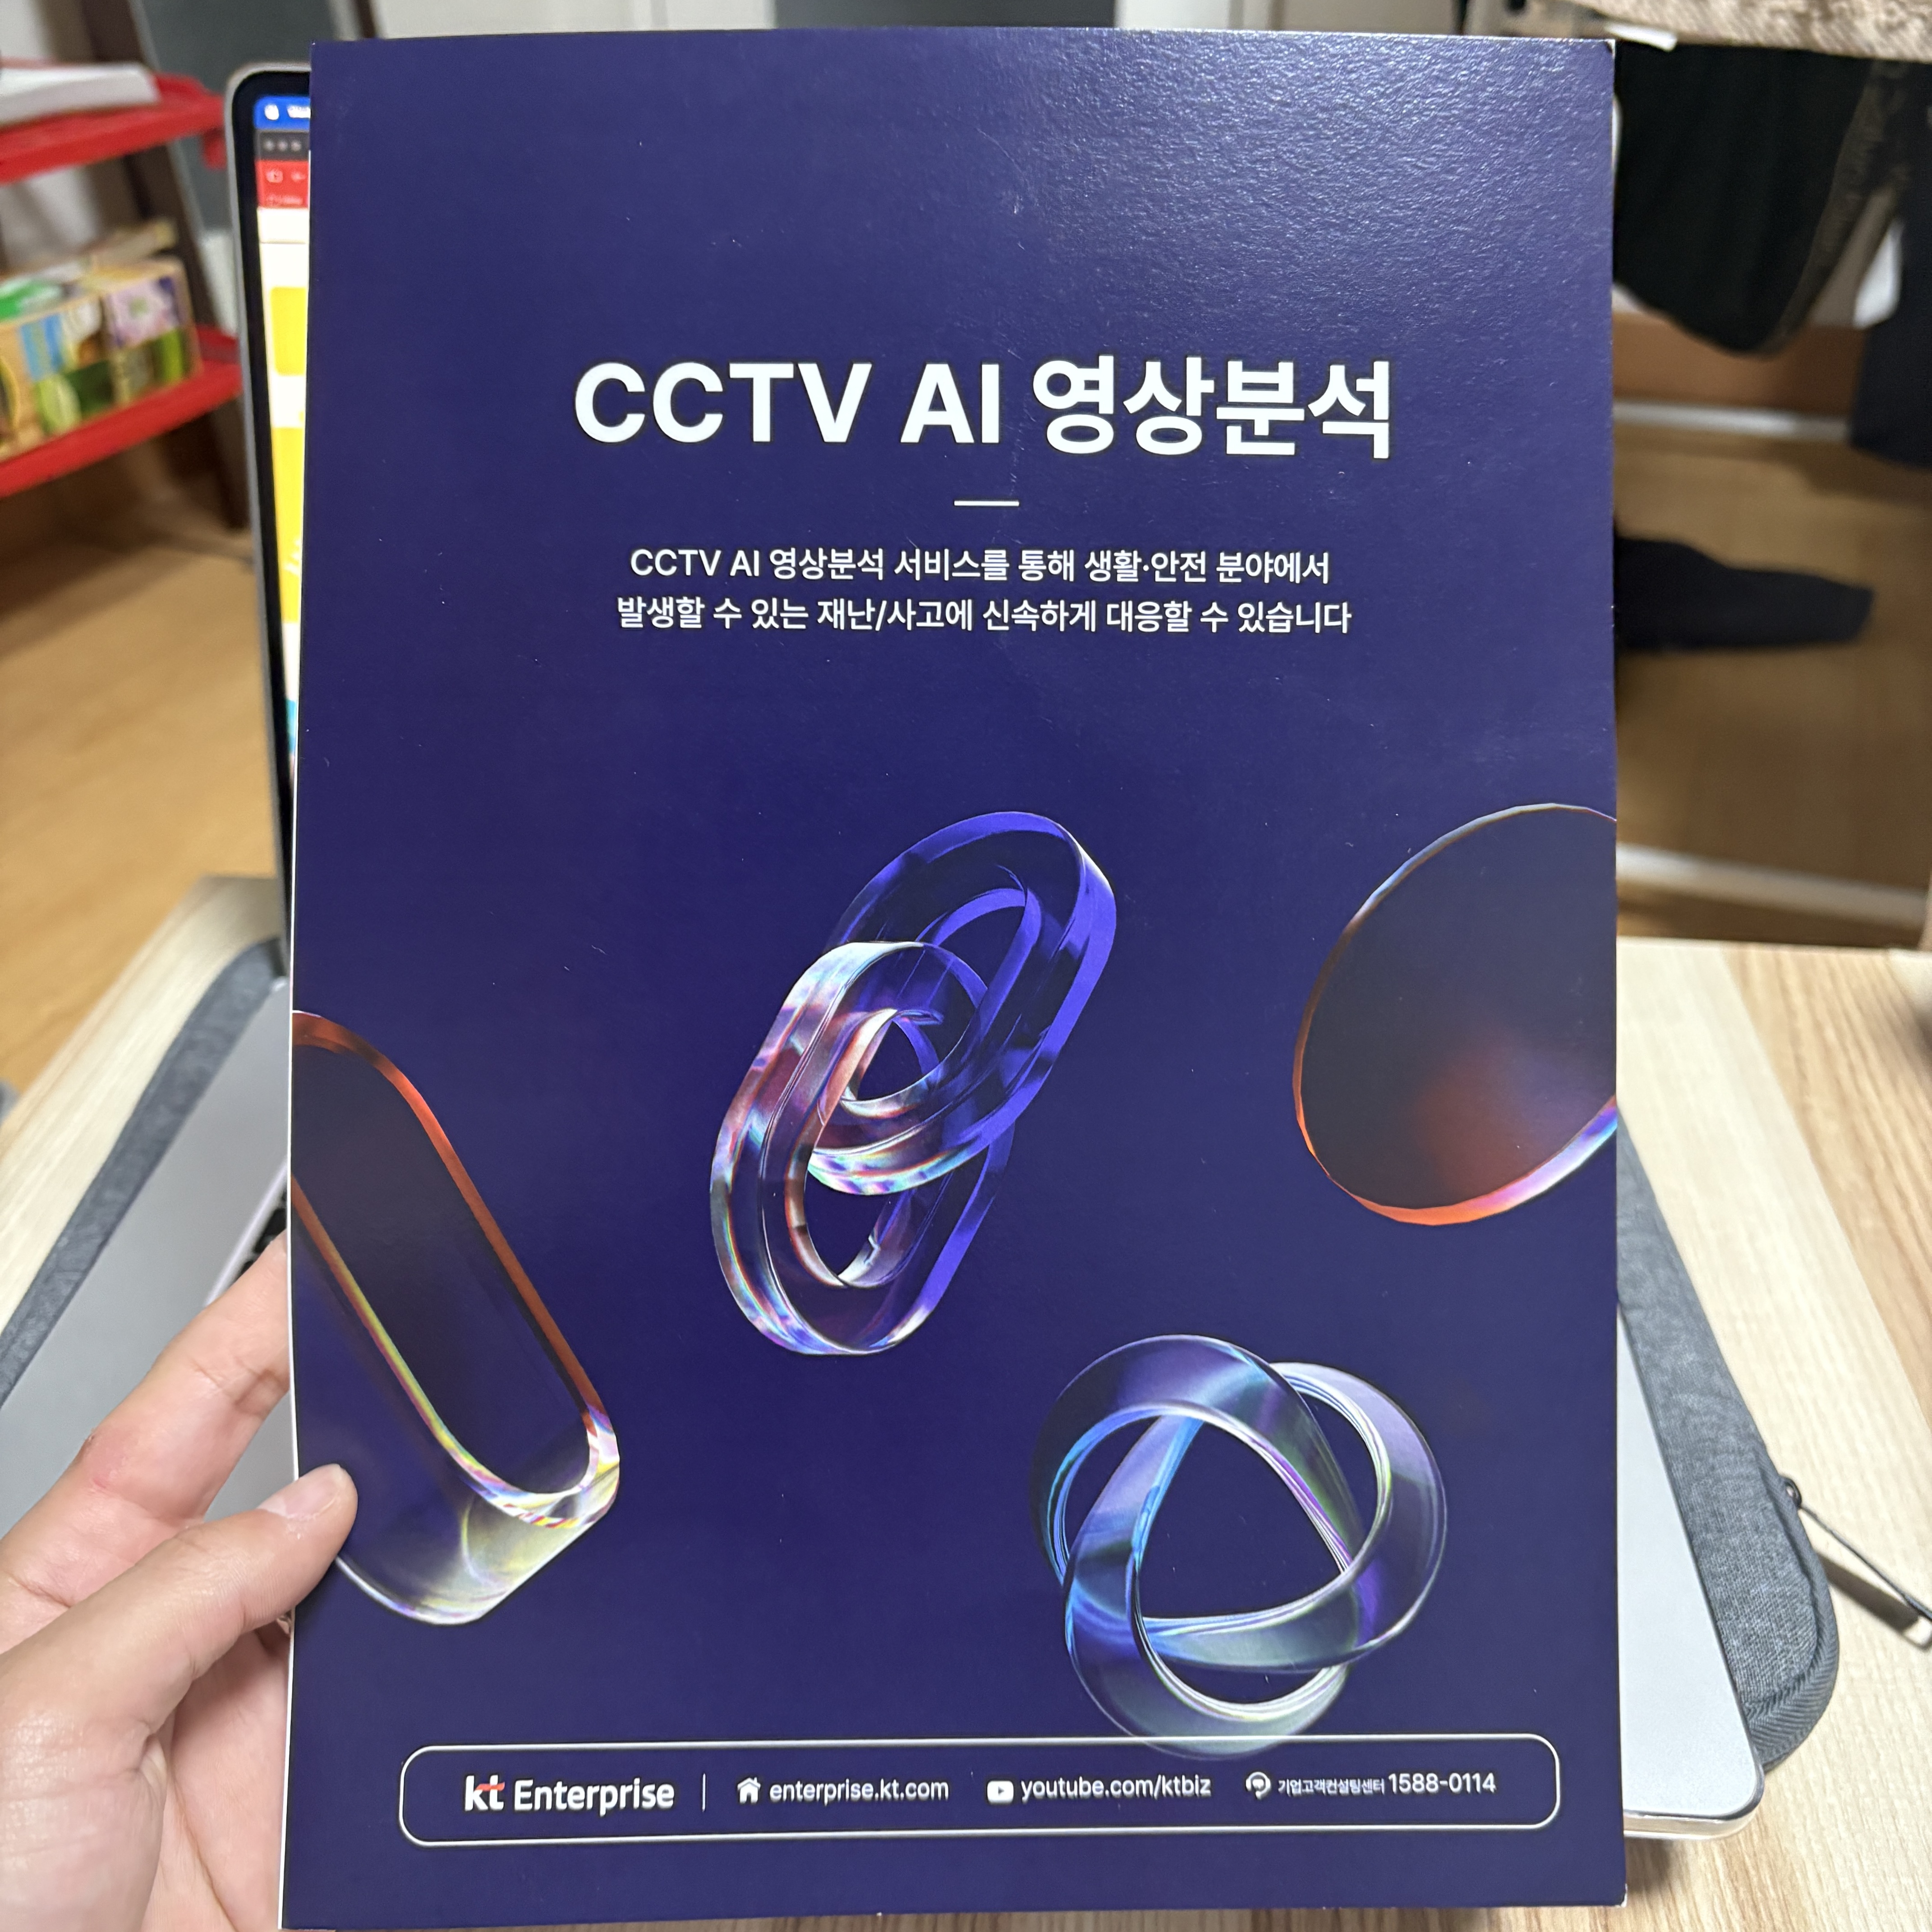 CCTV AI 영상분석
CCTV AI 영상분석 서비스를 통해 생활·안전 분야에서
발생할 수 있는 재난/사고에 신속하게 대응할 수 있습니다
kt Enterprise | enterprise.kt.com youtube.com/ktbiz 기업고객컨설팅센터 1588-0114